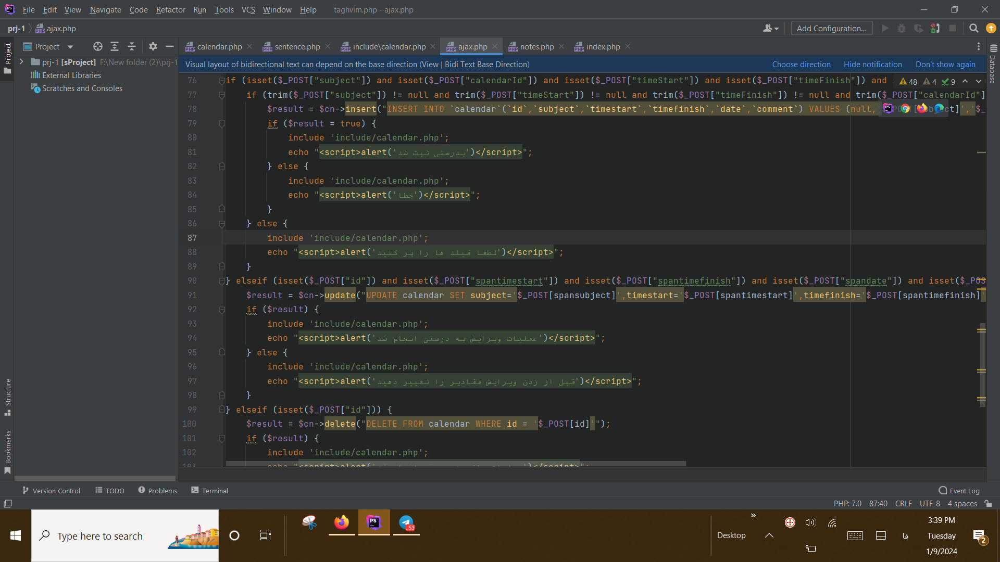 File Edit View Navigate Code Refactor Run Tools VCS Window Help taghvim.php - ajax.php
prj-1 ajax.php Add Configuration...
Project
Project
calendar.php sentence.php include\calendar.php ajax.php notes.php index.php
Database
prj-1 [sProject] F:\New folder (2)\prj-1
External Libraries
Scratches and Consoles
Visual layout of bidirectional text can depend on the base direction (View | Bidi Text Base Direction) Choose direction Hide notification Don't show again
48 4 9
76 if (isset($_POST["subject"]) and isset($_POST["calendarId"]) and isset($_POST["timeStart"]) and isset($_POST["timeFinish"]) and
77 if (trim($_POST["subject"]) != null and trim($_POST["timeStart"]) != null and trim($_POST["timeFinish"]) != null and trim($_POST["calendarId"]
78 $result = $cn->insert("INSERT INTO `calendar`(`id`,`subject`,`timestart`,`timefinish`,`date`,`comment`) VALUES (null,'
79 if ($result = true) {
80 include 'include/calendar.php';
81 echo "<script>alert('بدرستی ثبت شد')</script>";
82 } else {
83 include 'include/calendar.php';
84 echo "<script>alert('خطا')</script>";
85 }
86 } else {
87 include 'include/calendar.php';
88 echo "<script>alert('لطفا فیلد ها را پر کنید')</script>";
89 }
90 } elseif (isset($_POST["id"]) and isset($_POST["spantimestart"]) and isset($_POST["spantimefinish"]) and isset($_POST["spandate"]) and isset($_POS
91 $result = $cn->update("UPDATE calendar SET subject='$_POST[spansubject]',timestart='$_POST[spantimestart]',timefinish='$_POST[spantimefinish]'
92 if ($result) {
93 include 'include/calendar.php';
94 echo "<script>alert('عملیات ویرایش به درستی انجام شد')</script>";
95 } else {
96 include 'include/calendar.php';
97 echo "<script>alert('قبل از زدن ویرایش مقادیر را تغییر دهید')</script>";
98 }
99 } elseif (isset($_POST["id"])) {
100 $result = $cn->delete("DELETE FROM calendar WHERE id = '$_POST[id]'");
101 if ($result) {
102 include 'include/calendar.php';
Structure
Bookmarks
Version Control TODO Problems Terminal Event Log
PHP: 7.0 87:40 CRLF UTF-8 4 spaces
Type here to search
PS
..53
Desktop
فا
3:39 PM
Tuesday
1/9/2024
2